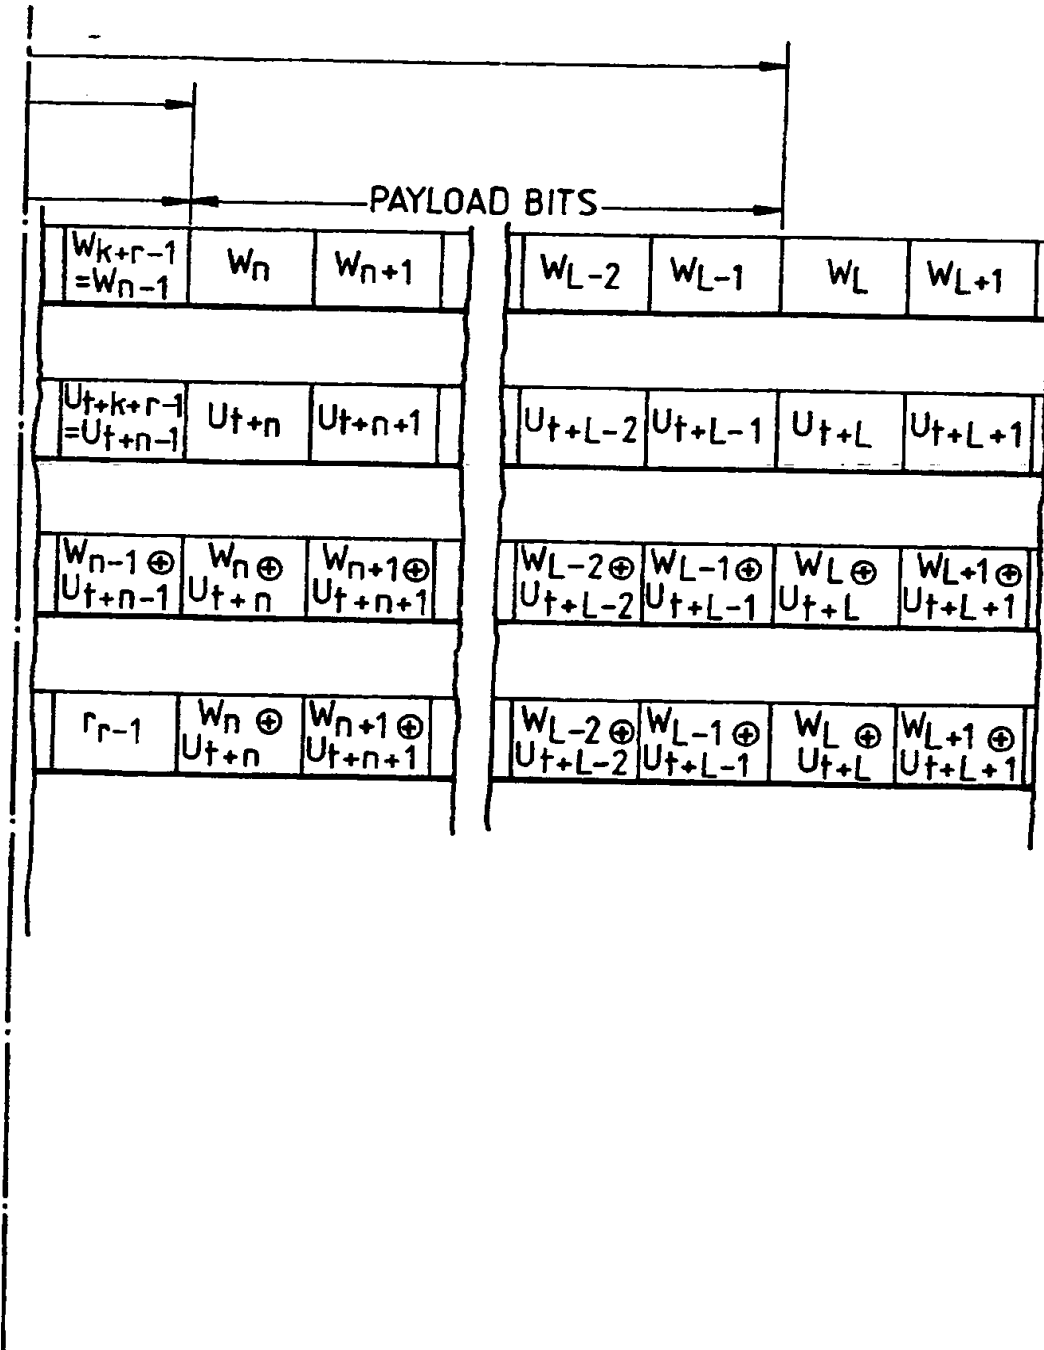 PAYLOAD BITS
Wk+r-1 =Wn-1 Wn Wn+1 WL-2 WL-1 WL WL+1
Ut+k+r-1 =Ut+n-1 Ut+n Ut+n+1 Ut+L-2 Ut+L-1 Ut+L Ut+L+1
Wn-1 ⊕ Wn ⊕ Wn+1 ⊕ WL-2 ⊕ WL-1 ⊕ WL ⊕ WL+1 ⊕
Ut+n-1 Ut+n Ut+n+1 Ut+L-2 Ut+L-1 Ut+L Ut+L+1
rr-1 Wn ⊕ Wn+1 ⊕ WL-2 ⊕ WL-1 ⊕ WL ⊕ WL+1 ⊕
Ut+n Ut+n+1 Ut+L-2 Ut+L-1 Ut+L Ut+L+1